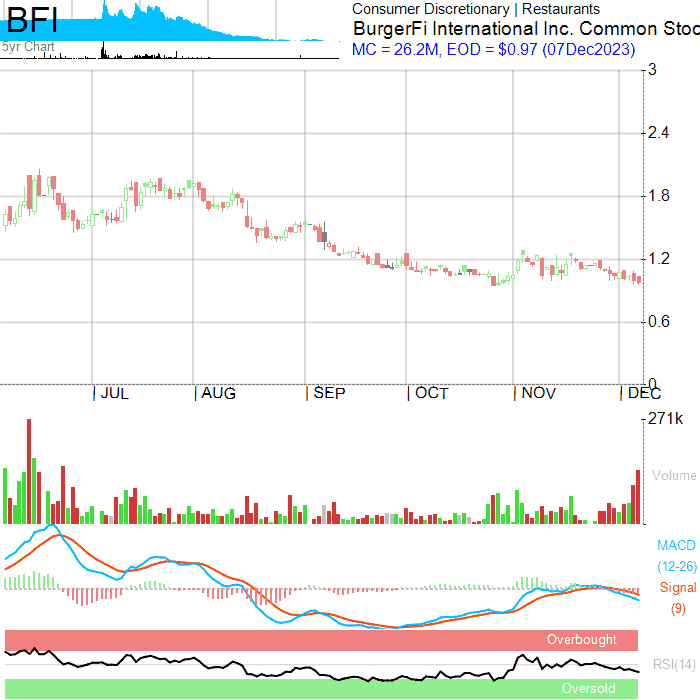 BFI
5yr Chart
Consumer Discretionary | Restaurants
BurgerFi International Inc. Common Stoc
MC = 26.2M, EOD = $0.97 (07Dec2023)
3
2.4
1.8
1.2
0.6
0
JUL AUG SEP OCT NOV DEC
271k
Volume
MACD
(12-26)
Signal
(9)
Overbought
RSI(14)
Oversold